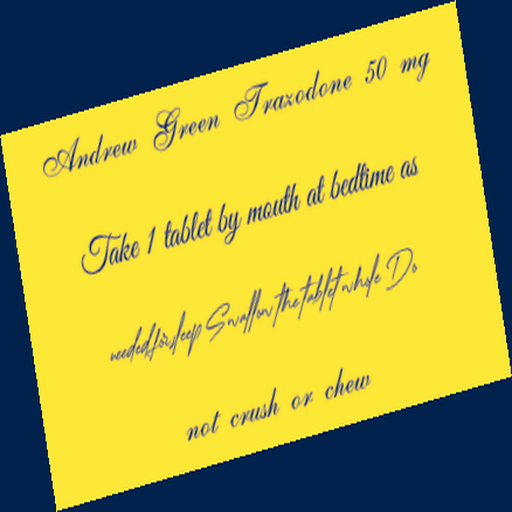 Andrew Green Trazodone 50 mg
Take 1 tablet by mouth at bedtime as
needed for sleep Swallow the tablet whole Do
not crush or chew